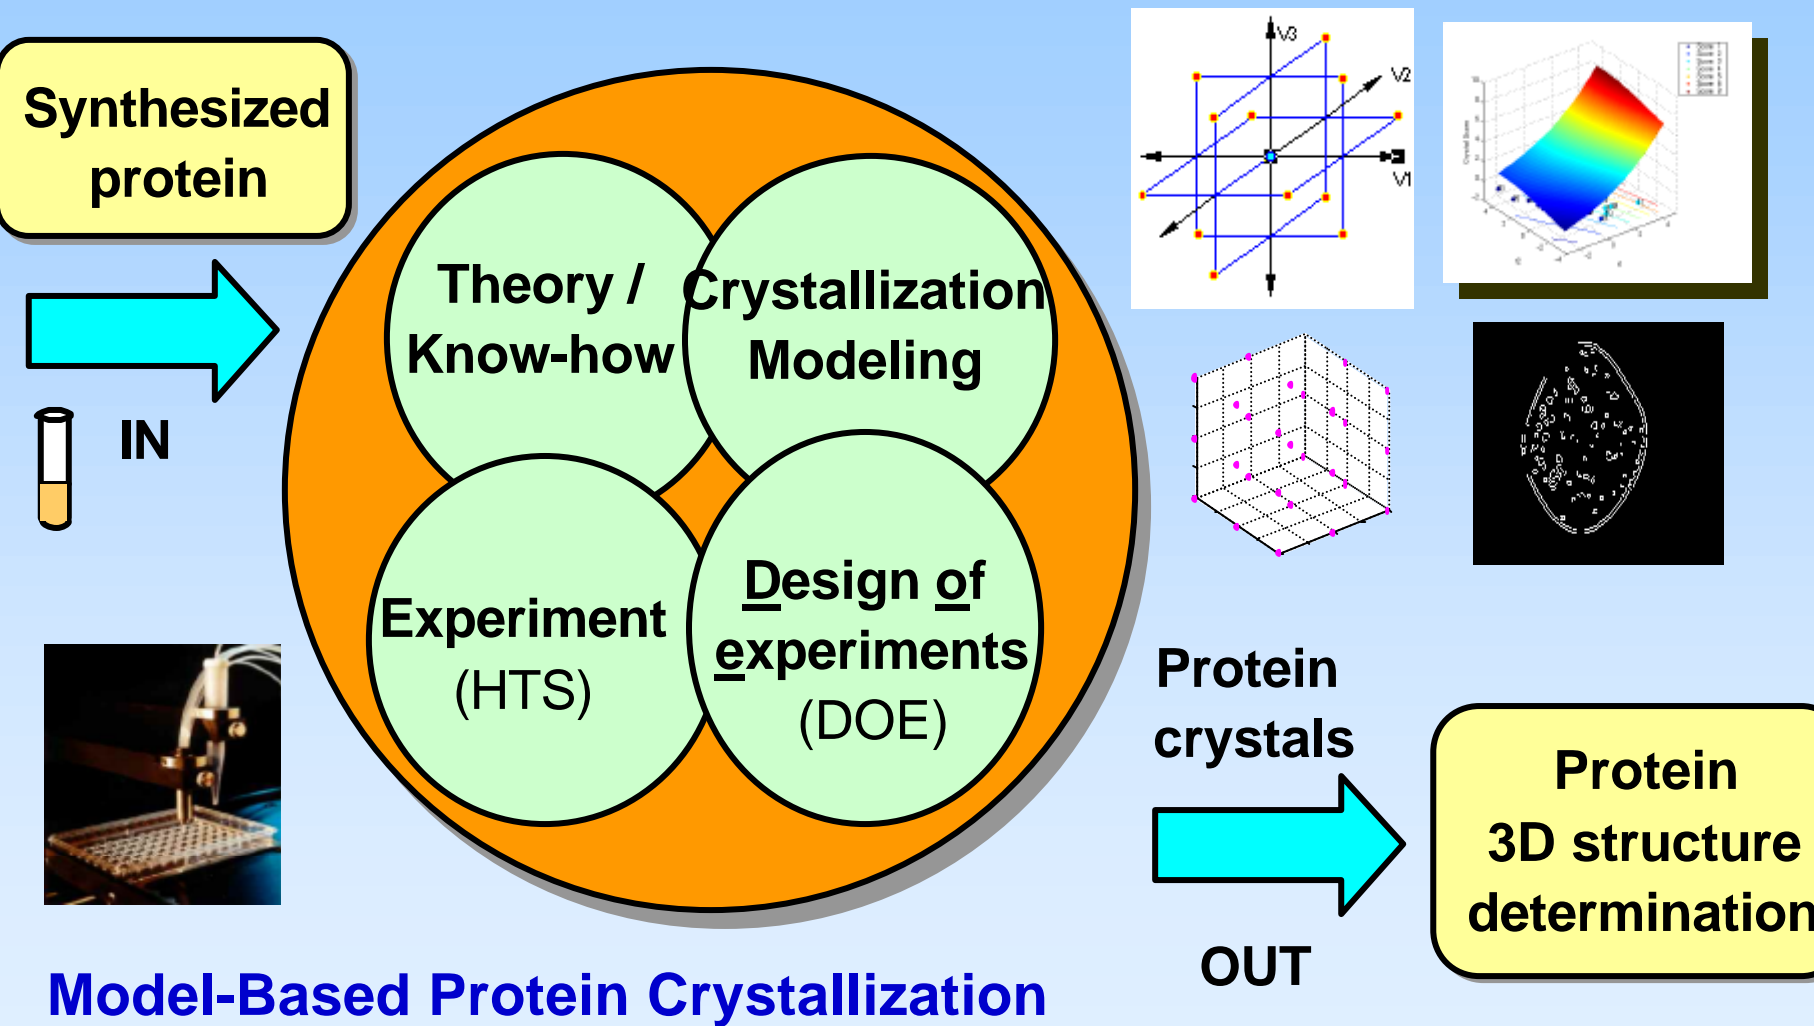 Synthesized
protein
IN
Theory /
Know-how
Crystallization
Modeling
Experiment
(HTS)
Design of
experiments
(DOE)
V3
V2
V1
Protein
crystals
OUT
Protein
3D structure
determination
Model-Based Protein Crystallization